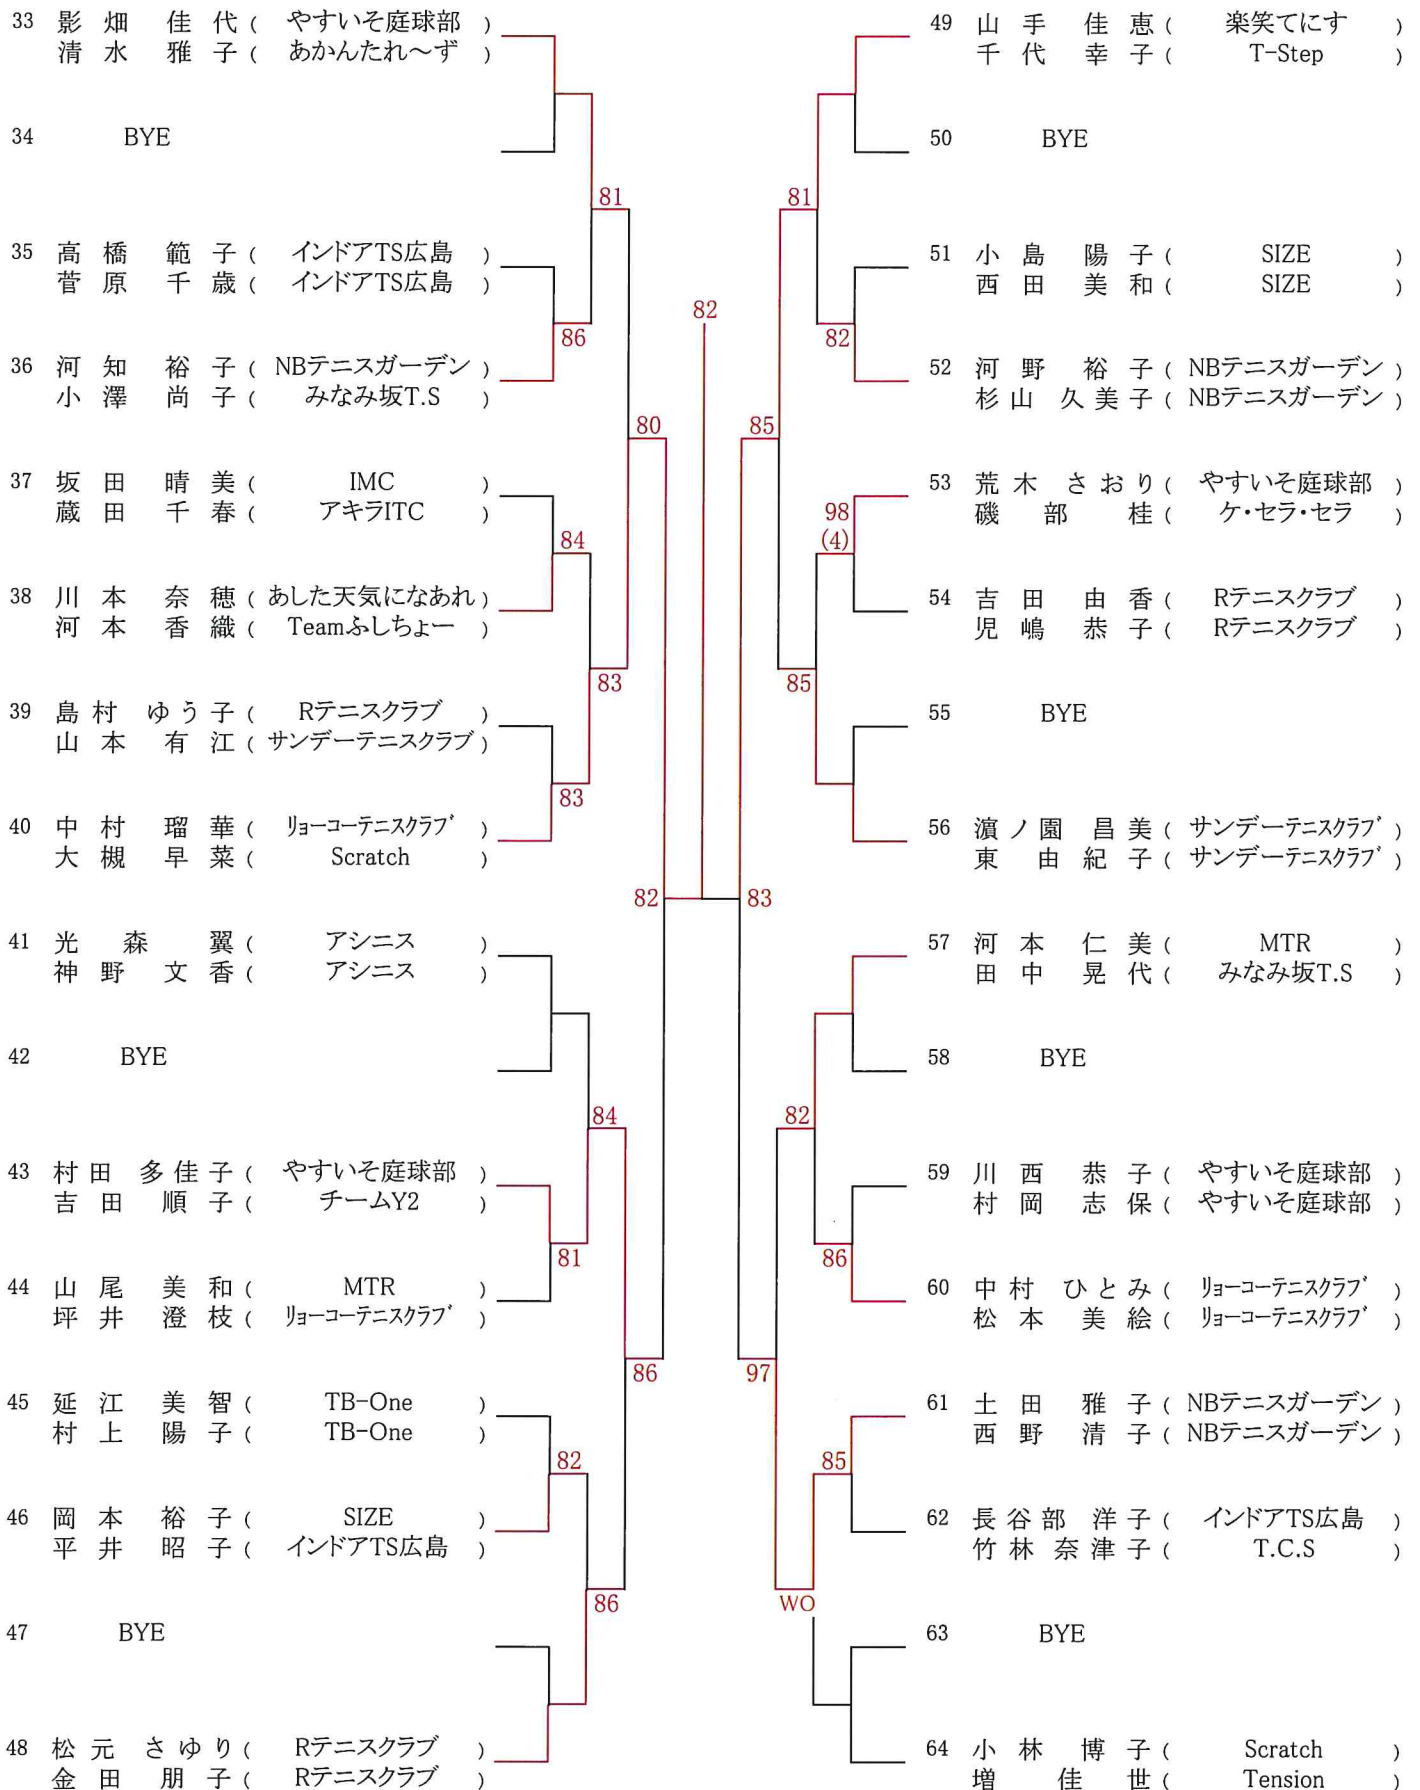 33 影畑 佳代 ( やすいそ庭球部 )
清水 雅子 ( あかんたれ～ず )
34 BYE
81
35 高橋 範子 ( インドアTS広島 )
菅原 千歳 ( インドアTS広島 )
86
36 河知 裕子 ( NBテニスガーデン )
小澤 尚子 ( みなみ坂T.S )
80
37 坂田 晴美 ( IMC )
蔵田 千春 ( アキラITC )
84
38 川本 奈穂 ( あした天気になあれ )
河本 香織 ( Teamふしちょー )
83
39 島村 ゆう子 ( Rテニスクラブ )
山本 有江 ( サンデーテニスクラブ )
83
40 中村 瑠華 ( リョーコーテニスクラブ )
大槻 早菜 ( Scratch )
82
41 光森 翼 ( アシニス )
神野 文香 ( アシニス )
42 BYE
84
43 村田 多佳子 ( やすいそ庭球部 )
吉田 順子 ( チームY2 )
81
44 山尾 美和 ( MTR )
坪井 澄枝 ( リョーコーテニスクラブ )
86
45 延江 美智 ( TB-One )
村上 陽子 ( TB-One )
82
46 岡本 裕子 ( SIZE )
平井 昭子 ( インドアTS広島 )
86
47 BYE
48 松元 さゆり ( Rテニスクラブ )
金田 朋子 ( Rテニスクラブ )
82
49 山手 佳恵 ( 楽笑てにす )
千代 幸子 ( T-Step )
50 BYE
81
51 小島 陽子 ( SIZE )
西田 美和 ( SIZE )
82
52 河野 裕子 ( NBテニスガーデン )
杉山 久美子 ( NBテニスガーデン )
85
53 荒木 さおり ( やすいそ庭球部 )
磯部 桂 ( ケ・セラ・セラ )
98
(4)
54 吉田 由香 ( Rテニスクラブ )
児嶋 恭子 ( Rテニスクラブ )
85
55 BYE
56 濵ノ園 昌美 ( サンデーテニスクラブ )
東 由紀子 ( サンデーテニスクラブ )
83
57 河本 仁美 ( MTR )
田中 晃代 ( みなみ坂T.S )
58 BYE
82
59 川西 恭子 ( やすいそ庭球部 )
村岡 志保 ( やすいそ庭球部 )
86
60 中村 ひとみ ( リョーコーテニスクラブ )
松本 美絵 ( リョーコーテニスクラブ )
97
61 土田 雅子 ( NBテニスガーデン )
西野 清子 ( NBテニスガーデン )
85
62 長谷部 洋子 ( インドアTS広島 )
竹林 奈津子 ( T.C.S )
WO
63 BYE
64 小林 博子 ( Scratch )
増 佳世 ( Tension )